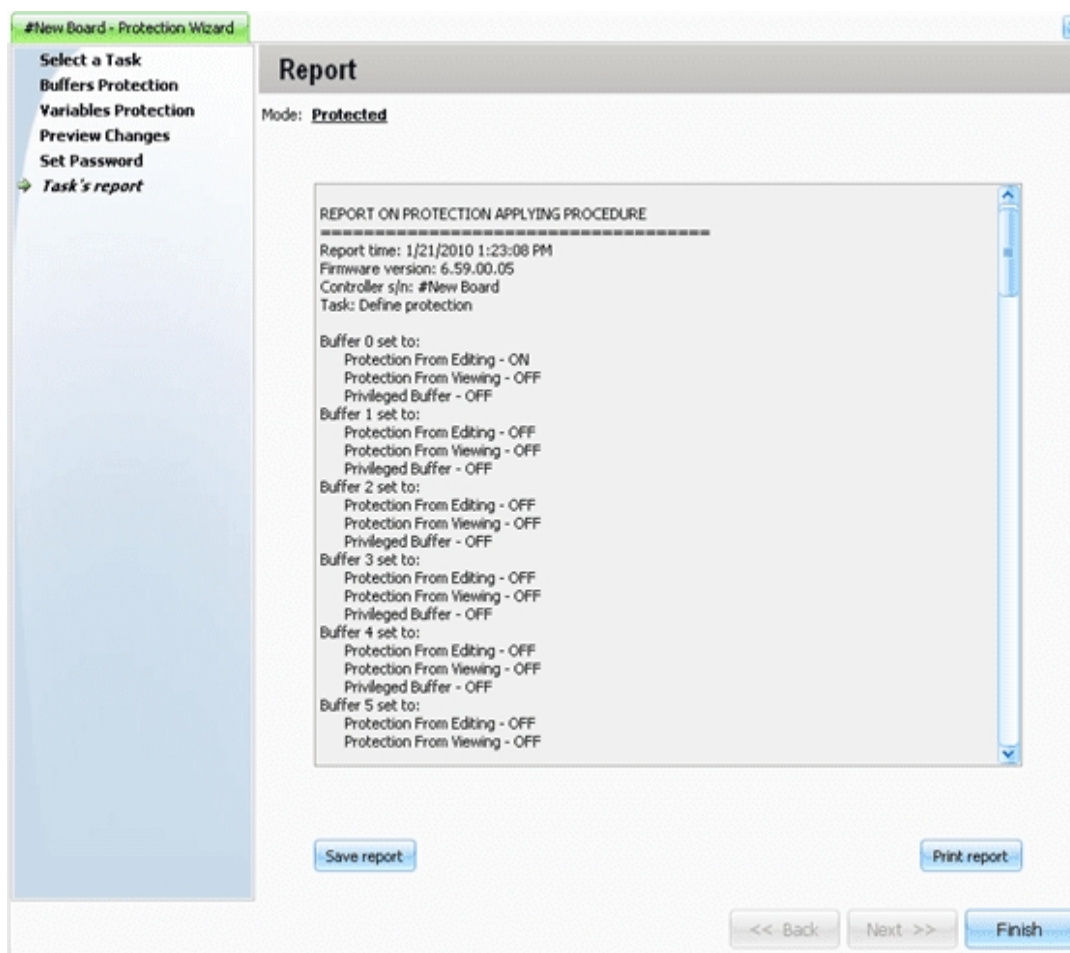 #New Board - Protection Wizard
Select a Task
Buffers Protection
Variables Protection
Preview Changes
Set Password
Task's report
Report
Mode: Protected
REPORT ON PROTECTION APPLYING PROCEDURE
=====================================
Report time: 1/21/2010 1:23:08 PM
Firmware version: 6.59.00.05
Controller s/n: #New Board
Task: Define protection
Buffer 0 set to:
Protection From Editing - ON
Protection From Viewing - OFF
Privileged Buffer - OFF
Buffer 1 set to:
Protection From Editing - OFF
Protection From Viewing - OFF
Privileged Buffer - OFF
Buffer 2 set to:
Protection From Editing - OFF
Protection From Viewing - OFF
Privileged Buffer - OFF
Buffer 3 set to:
Protection From Editing - OFF
Protection From Viewing - OFF
Privileged Buffer - OFF
Buffer 4 set to:
Protection From Editing - OFF
Protection From Viewing - OFF
Privileged Buffer - OFF
Buffer 5 set to:
Protection From Editing - OFF
Protection From Viewing - OFF
Save report
Print report
<< Back
Next >>
Finish